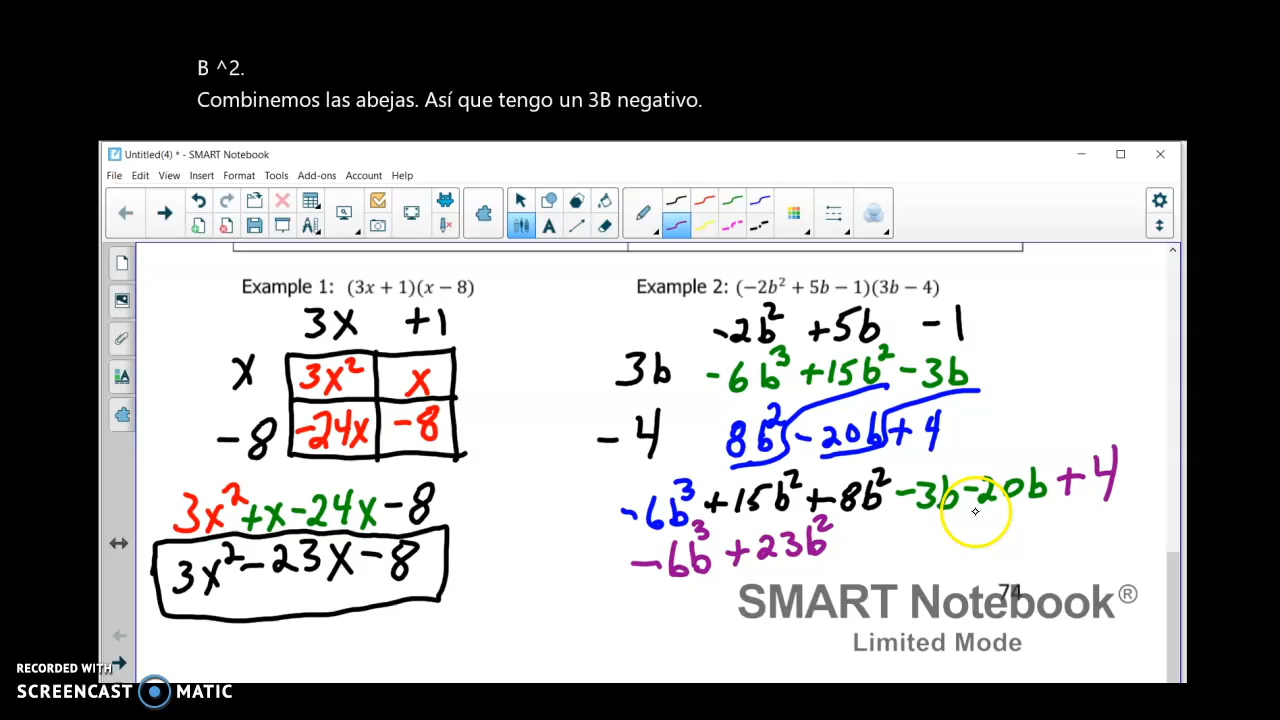 B ^2.
Combinemos las abejas. Así que tengo un 3B negativo.
Untitled(4) * - SMART Notebook
File Edit View Insert Format Tools Add-ons Account Help
Example 1: (3x + 1)(x − 8)
3x +1
x 3x² x
-8 -24x -8
3x² +x -24x -8
3x² - 23x - 8
Example 2: (−2b² + 5b − 1)(3b − 4)
-2b² +5b -1
3b -6b³ +15b² -3b
-4 8b² -20b + 4
-6b³ +15b² +8b² -3b -20b +4
-6b³ +23b²
74
SMART Notebook®
Limited Mode
RECORDED WITH
SCREENCAST MATIC